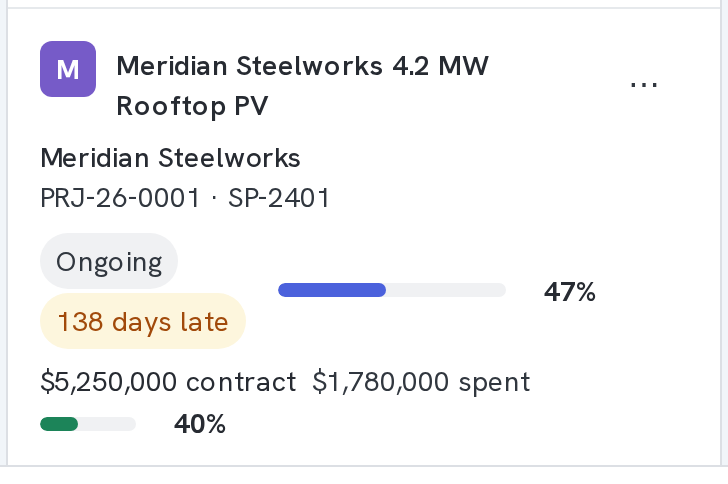 M
Meridian Steelworks 4.2 MW
Rooftop PV
...
Meridian Steelworks
PRJ-26-0001 · SP-2401
Ongoing
138 days late
47%
$5,250,000 contract $1,780,000 spent
40%